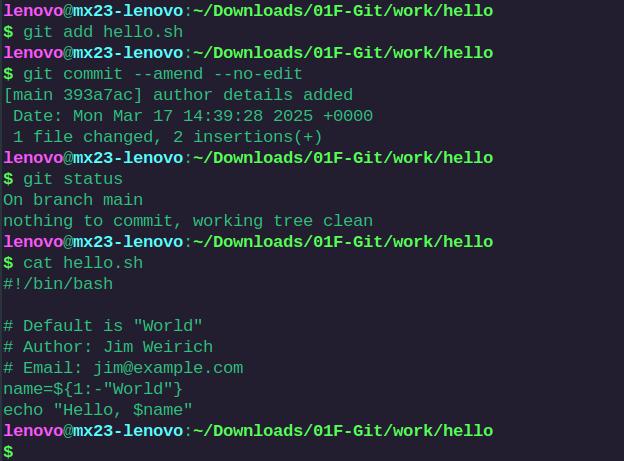 lenovo@mx23-lenovo:~/Downloads/01F-Git/work/hello
$ git add hello.sh
lenovo@mx23-lenovo:~/Downloads/01F-Git/work/hello
$ git commit --amend --no-edit
[main 393a7ac] author details added
 Date: Mon Mar 17 14:39:28 2025 +0000
 1 file changed, 2 insertions(+)
lenovo@mx23-lenovo:~/Downloads/01F-Git/work/hello
$ git status
On branch main
nothing to commit, working tree clean
lenovo@mx23-lenovo:~/Downloads/01F-Git/work/hello
$ cat hello.sh
#!/bin/bash

# Default is "World"
# Author: Jim Weirich
# Email: jim@example.com
name=${1:-"World"}
echo "Hello, $name"
lenovo@mx23-lenovo:~/Downloads/01F-Git/work/hello
$